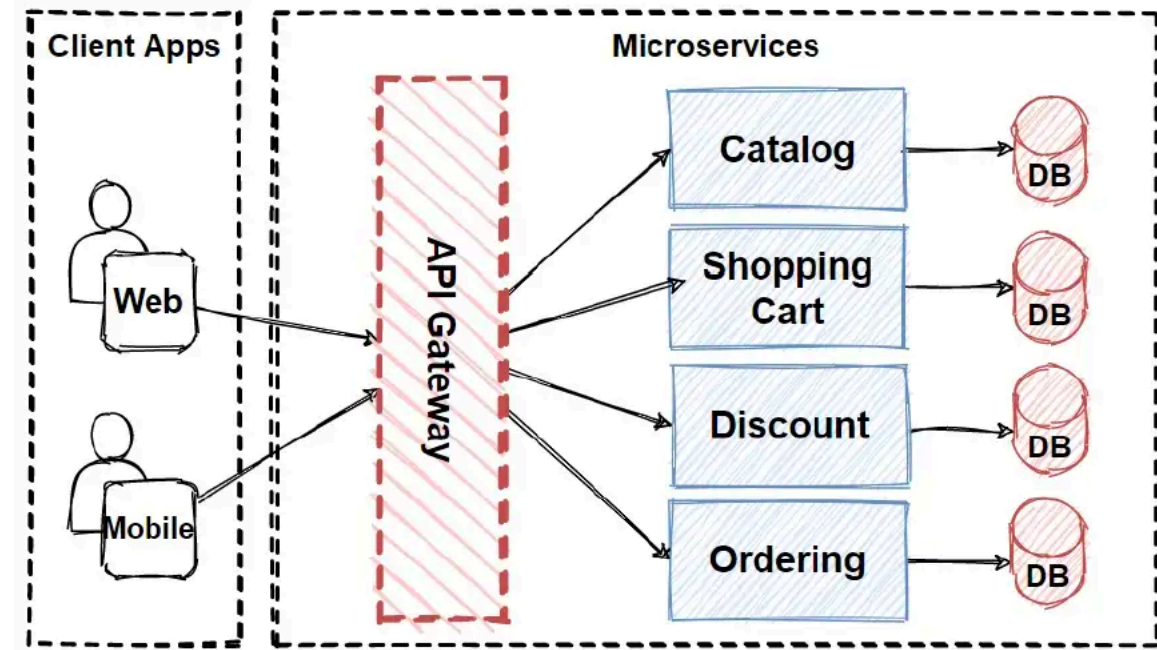 Client Apps
Microservices
Web
Mobile
API Gateway
Catalog
DB
Shopping
Cart
DB
Discount
DB
Ordering
DB